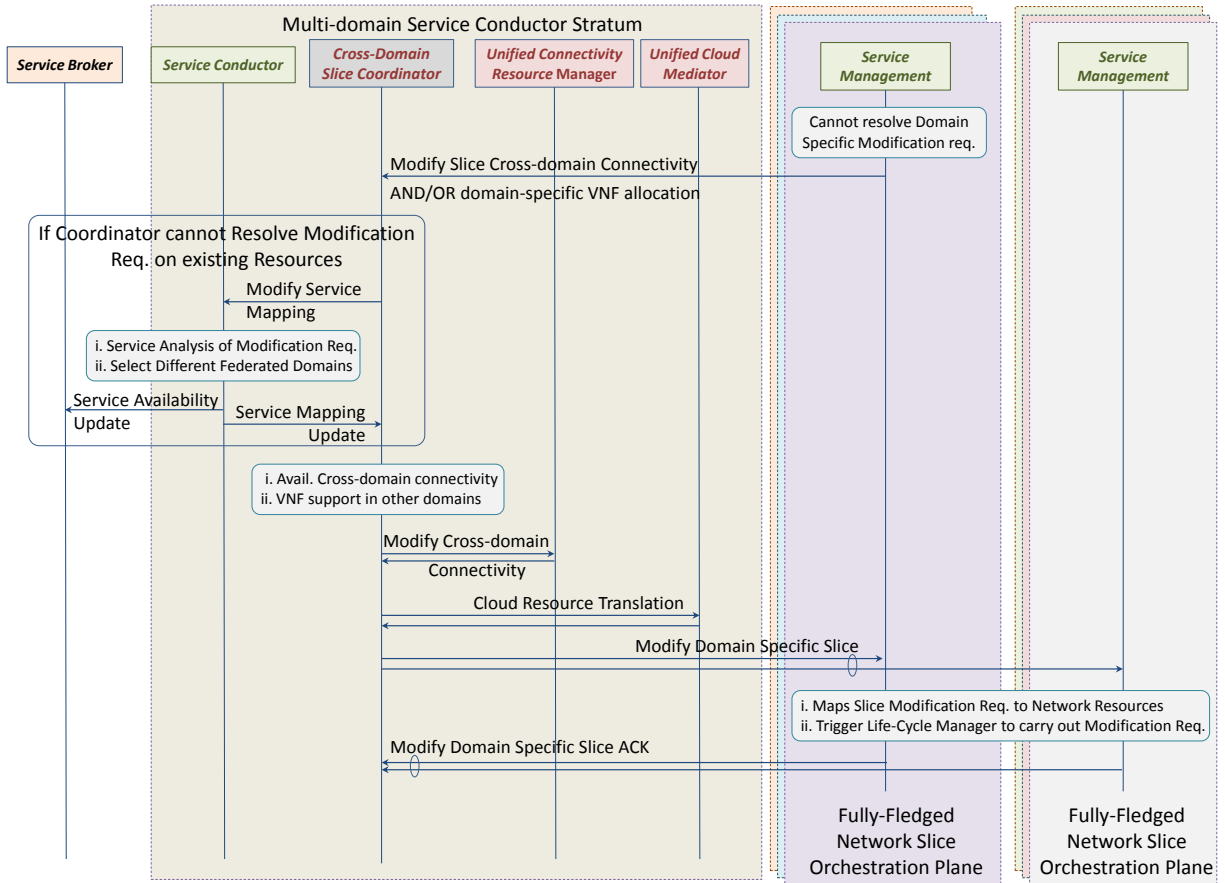 Multi-domain Service Conductor Stratum
Service Broker
Service Conductor
Cross-Domain
Slice Coordinator
Unified Connectivity
Resource Manager
Unified Cloud
Mediator
Service
Management
Service
Management
Cannot resolve Domain
Specific Modification req.
Modify Slice Cross-domain Connectivity
AND/OR domain-specific VNF allocation
If Coordinator cannot Resolve Modification
Req. on existing Resources
Modify Service
Mapping
i. Service Analysis of Modification Req.
ii. Select Different Federated Domains
Service Availability
Update
Service Mapping
Update
i. Avail. Cross-domain connectivity
ii. VNF support in other domains
Modify Cross-domain
Connectivity
Cloud Resource Translation
Modify Domain Specific Slice
i. Maps Slice Modification Req. to Network Resources
ii. Trigger Life-Cycle Manager to carry out Modification Req.
Modify Domain Specific Slice ACK
Fully-Fledged
Network Slice
Orchestration Plane
Fully-Fledged
Network Slice
Orchestration Plane